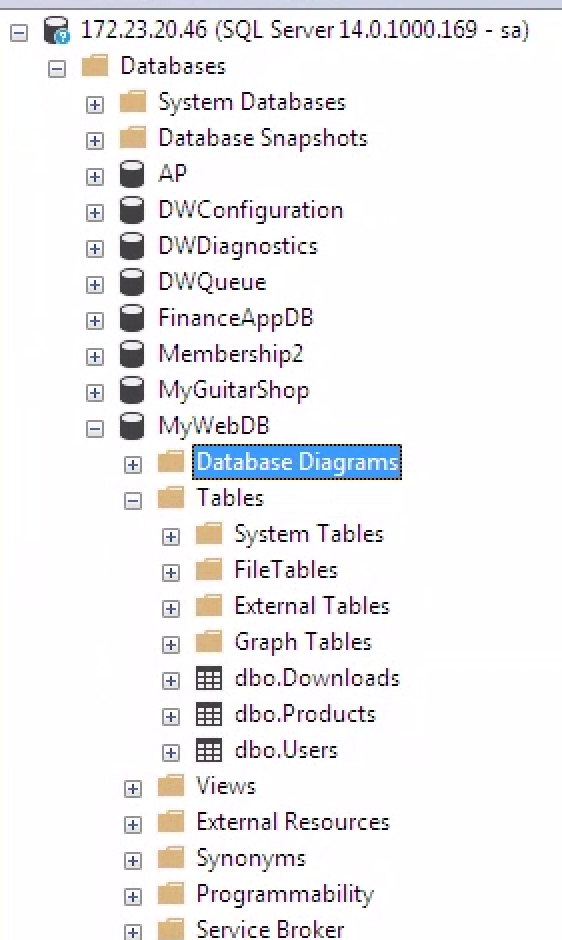 172.23.20.46 (SQL Server 14.0.1000.169 - sa)
Databases
System Databases
Database Snapshots
AP
DWConfiguration
DWDiagnostics
DWQueue
FinanceAppDB
Membership2
MyGuitarShop
MyWebDB
Database Diagrams
Tables
System Tables
FileTables
External Tables
Graph Tables
dbo.Downloads
dbo.Products
dbo.Users
Views
External Resources
Synonyms
Programmability
Service Broker